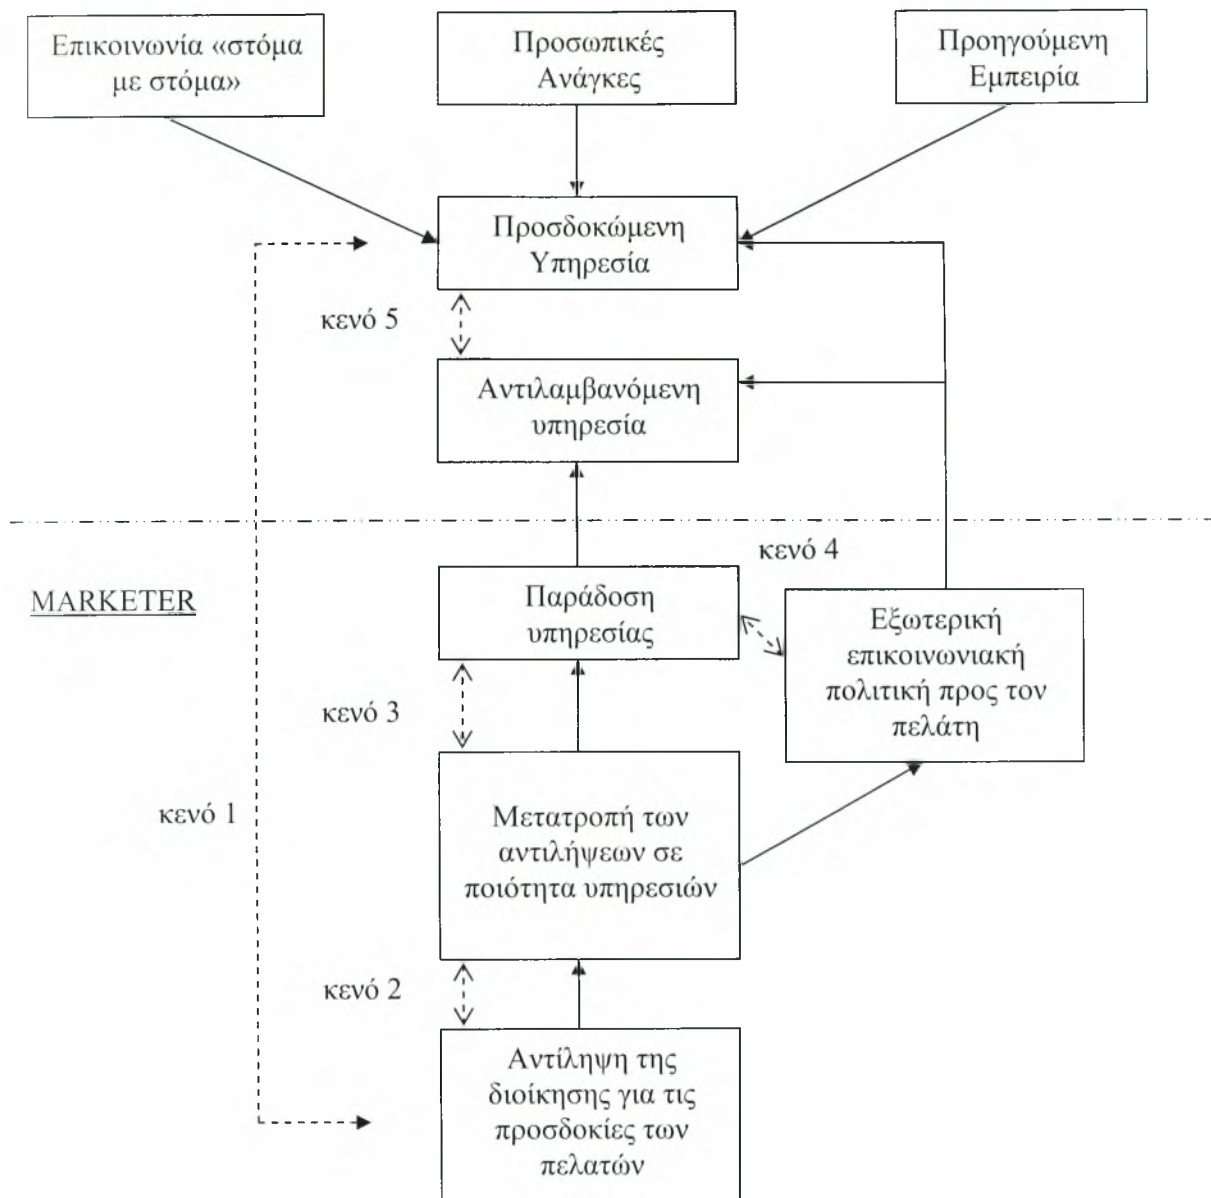 Επικοινωνία «στόμα
με στόμα»
Προσωπικές
Ανάγκες
Προηγούμενη
Εμπειρία
Προσδοκώμενη
Υπηρεσία
κενό 5
Αντιλαμβανόμενη
υπηρεσία
κενό 4
MARKETER
Παράδοση
υπηρεσίας
Εξωτερική
επικοινωνιακή
πολιτική προς τον
πελάτη
κενό 3
κενό 1
Μετατροπή των
αντιλήψεων σε
ποιότητα υπηρεσιών
κενό 2
Αντίληψη της
διοίκησης για τις
προσδοκίες των
πελατών